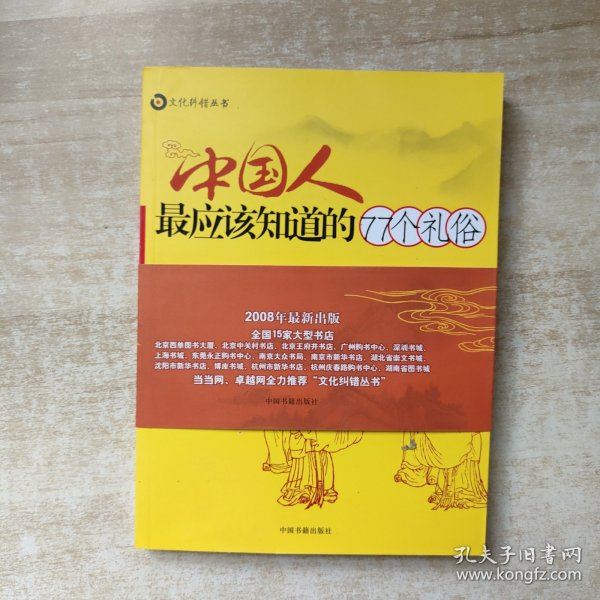 文化纠错丛书
中国人
最应该知道的77个礼俗
2008年最新出版
全国15家大型书店
北京西单图书大厦、北京中关村书店、北京王府井书店、广州购书中心、深圳书城、
上海书城、东莞永正购书中心、南京大众书局、南京市新华书店、湖北省崇文书城、
沈阳市新华书店、博库书城、杭州市新华书店、杭州庆春路购书中心、湖南省图书城
当当网、卓越网全力推荐“文化纠错丛书”
中国书籍出版社
中国书籍出版社
孔夫子旧书网
www.kongfz.com